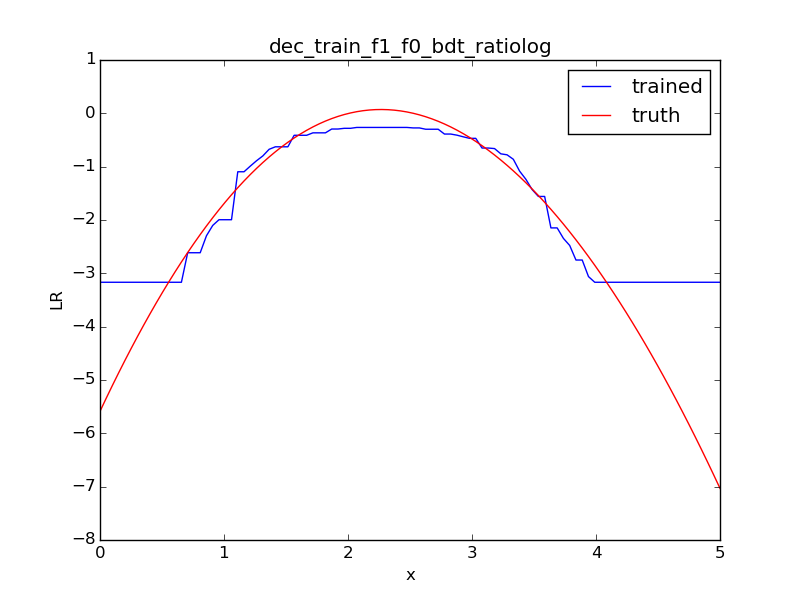 dec_train_f1_f0_bdt_ratiolog
trained
truth
1
0
−1
−2
−3
−4
−5
−6
−7
−8
LR
0 1 2 3 4 5
x